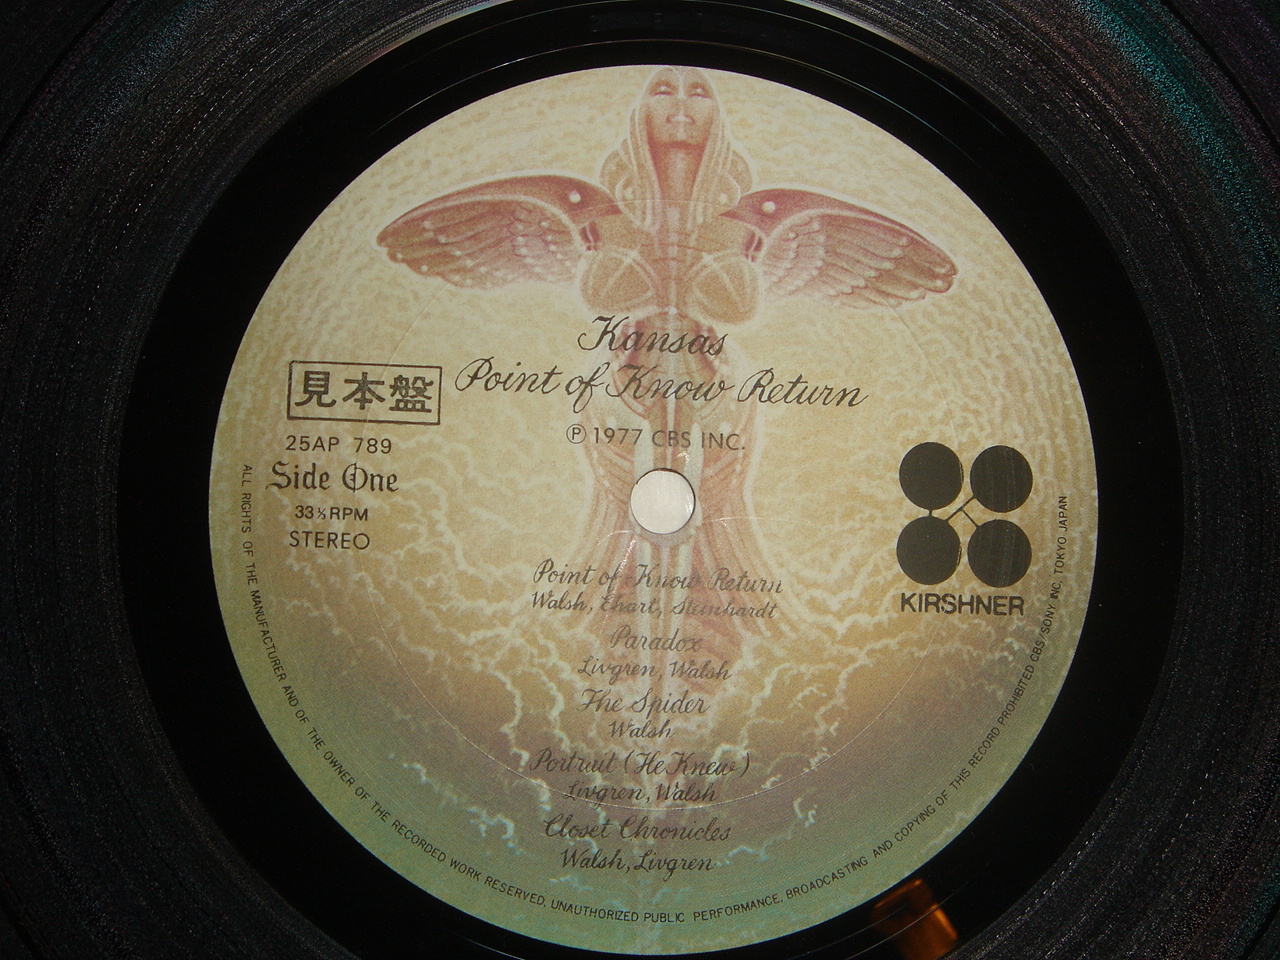 Kansas
Point of Know Return
Ⓟ 1977 CBS INC.
見本盤
25AP 789
Side One
33⅓ RPM
STEREO
KIRSHNER
Point of Know Return
Walsh, Ehart, Steinhardt
Paradox
Livgren, Walsh
The Spider
Walsh
Portrait (He Knew)
Livgren, Walsh
Closet Chronicles
Walsh, Livgren
ALL RIGHTS OF THE MANUFACTURER AND OF THE OWNER OF THE RECORDED WORK RESERVED. UNAUTHORIZED PUBLIC PERFORMANCE, BROADCASTING AND COPYING OF THIS RECORD PROHIBITED CBS/SONY INC. TOKYO JAPAN